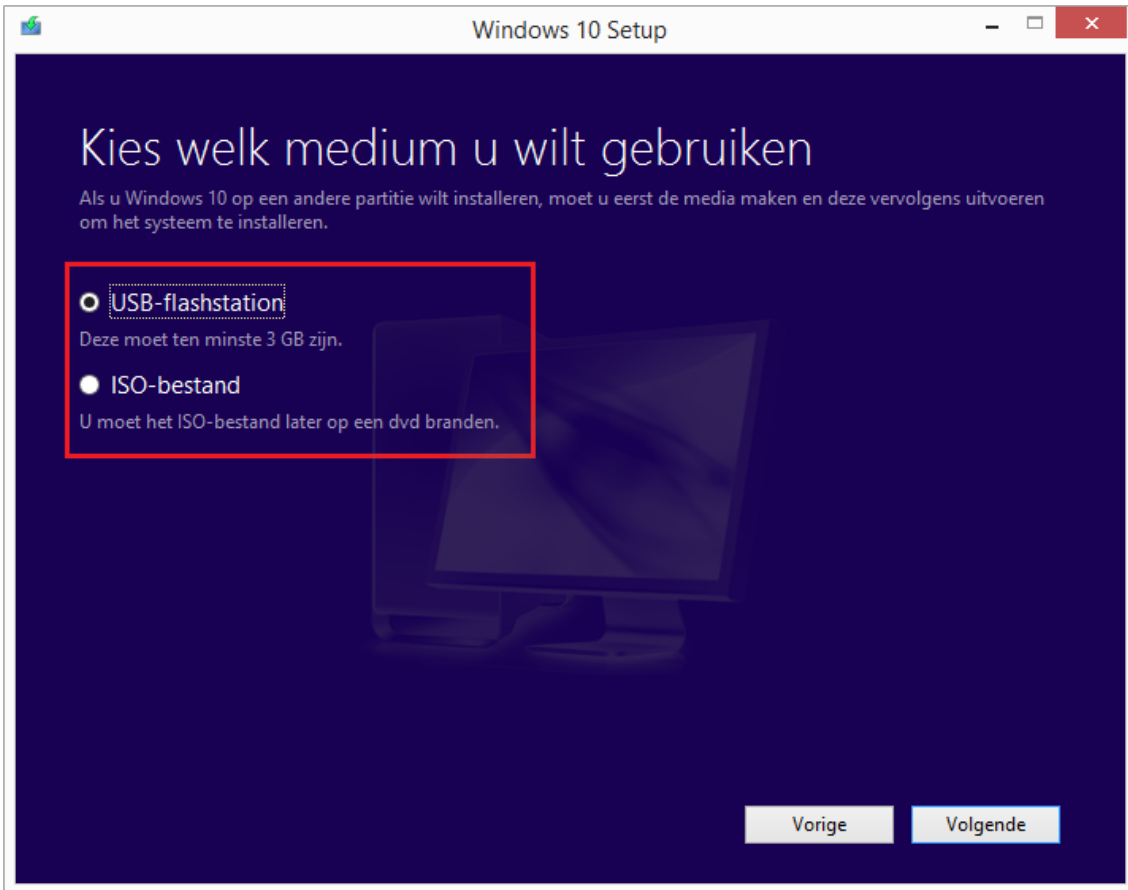 Windows 10 Setup
Kies welk medium u wilt gebruiken
Als u Windows 10 op een andere partitie wilt installeren, moet u eerst de media maken en deze vervolgens uitvoeren
om het systeem te installeren.
USB-flashstation
Deze moet ten minste 3 GB zijn.
ISO-bestand
U moet het ISO-bestand later op een dvd branden.
Vorige
Volgende